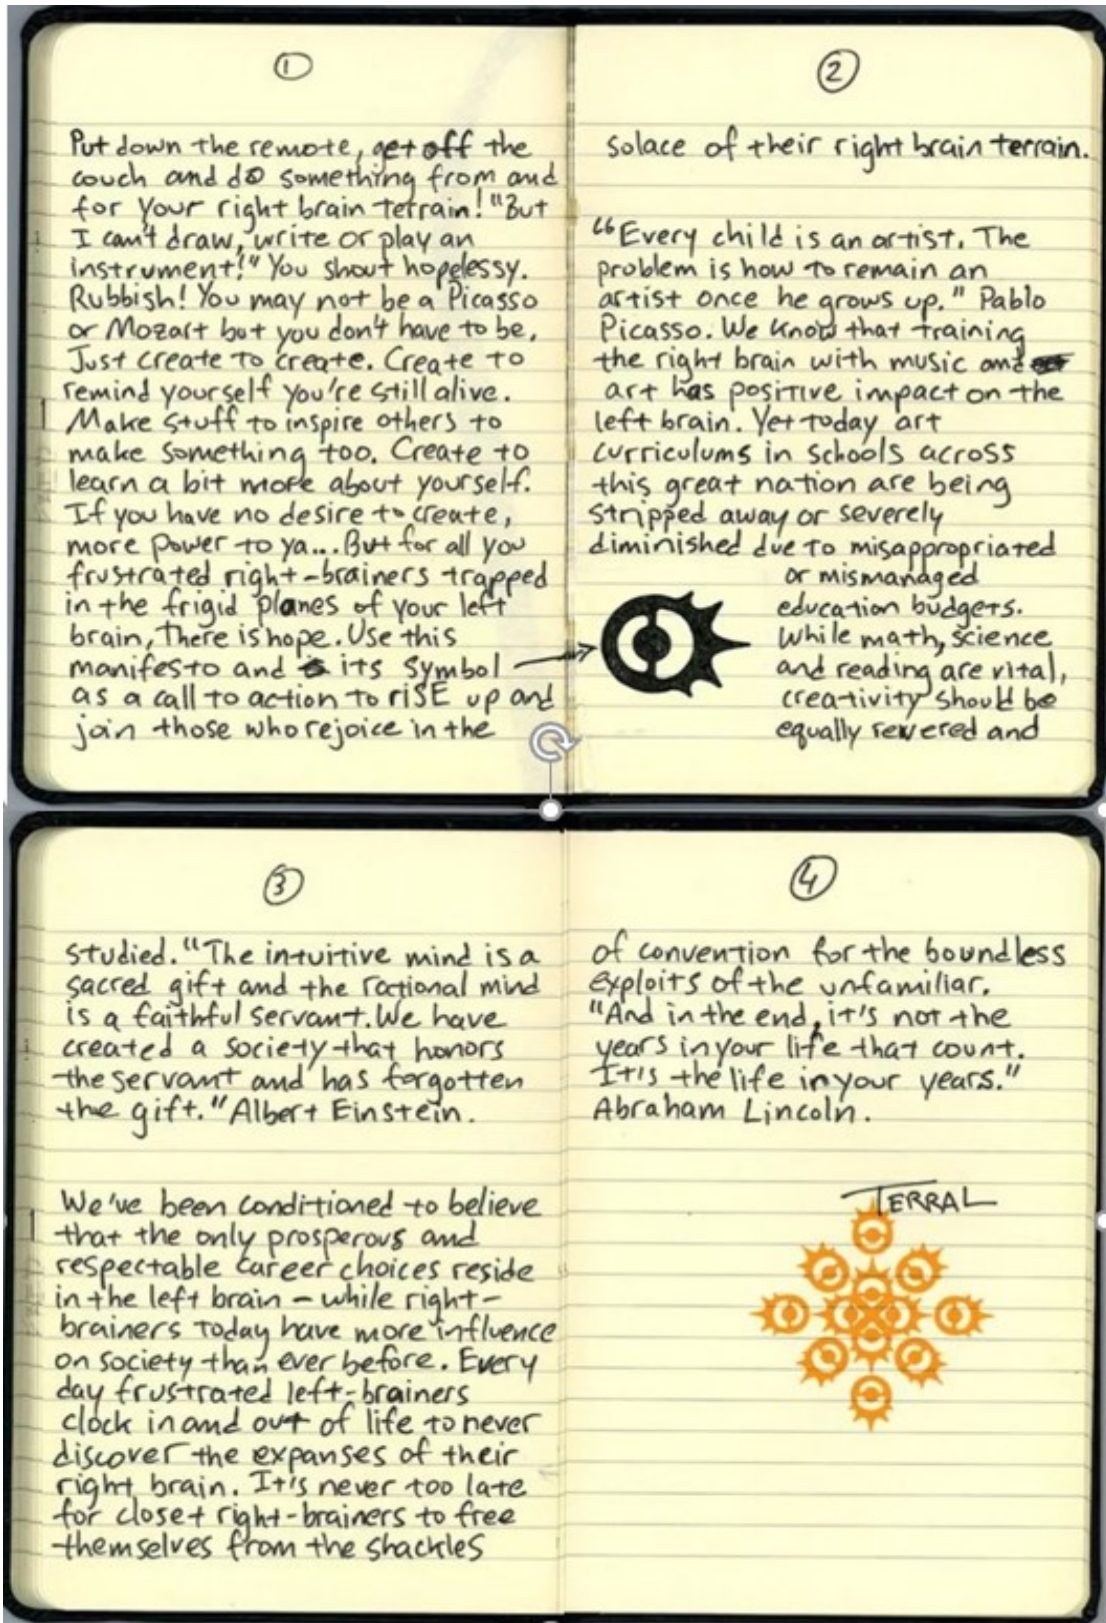 1
Put down the remote, get off the
couch and do something from and
for your right brain terrain! "But
I can't draw, write or play an
instrument!" You shout hopelessy.
Rubbish! You may not be a Picasso
or Mozart but you don't have to be.
Just create to create. Create to
remind yourself you're still alive.
Make stuff to inspire others to
make something too. Create to
learn a bit more about yourself.
If you have no desire to create,
more power to ya... But for all you
frustrated right-brainers trapped
in the frigid planes of your left
brain, there is hope. Use this
manifesto and its symbol
as a call to action to riSE up and
join those who rejoice in the
2
solace of their right brain terrain.
"Every child is an artist. The
problem is how to remain an
artist once he grows up." Pablo
Picasso. We know that training
the right brain with music and
art has positive impact on the
left brain. Yet today art
curriculums in schools across
this great nation are being
stripped away or severely
diminished due to misappropriated
or mismanaged
education budgets.
While math, science
and reading are vital,
creativity should be
equally revered and
3
studied. "The intuitive mind is a
sacred gift and the rational mind
is a faithful servant. We have
created a society that honors
the servant and has forgotten
the gift." Albert Einstein.
We've been conditioned to believe
that the only prosperous and
respectable career choices reside
in the left brain – while right-
brainers today have more influence
on society than ever before. Every
day frustrated left-brainers
clock in and out of life to never
discover the expanses of their
right brain. It's never too late
for closet right-brainers to free
themselves from the shackles
4
of convention for the boundless
exploits of the unfamiliar.
"And in the end, it's not the
years in your life that count.
It's the life in your years."
Abraham Lincoln.
TERRAL